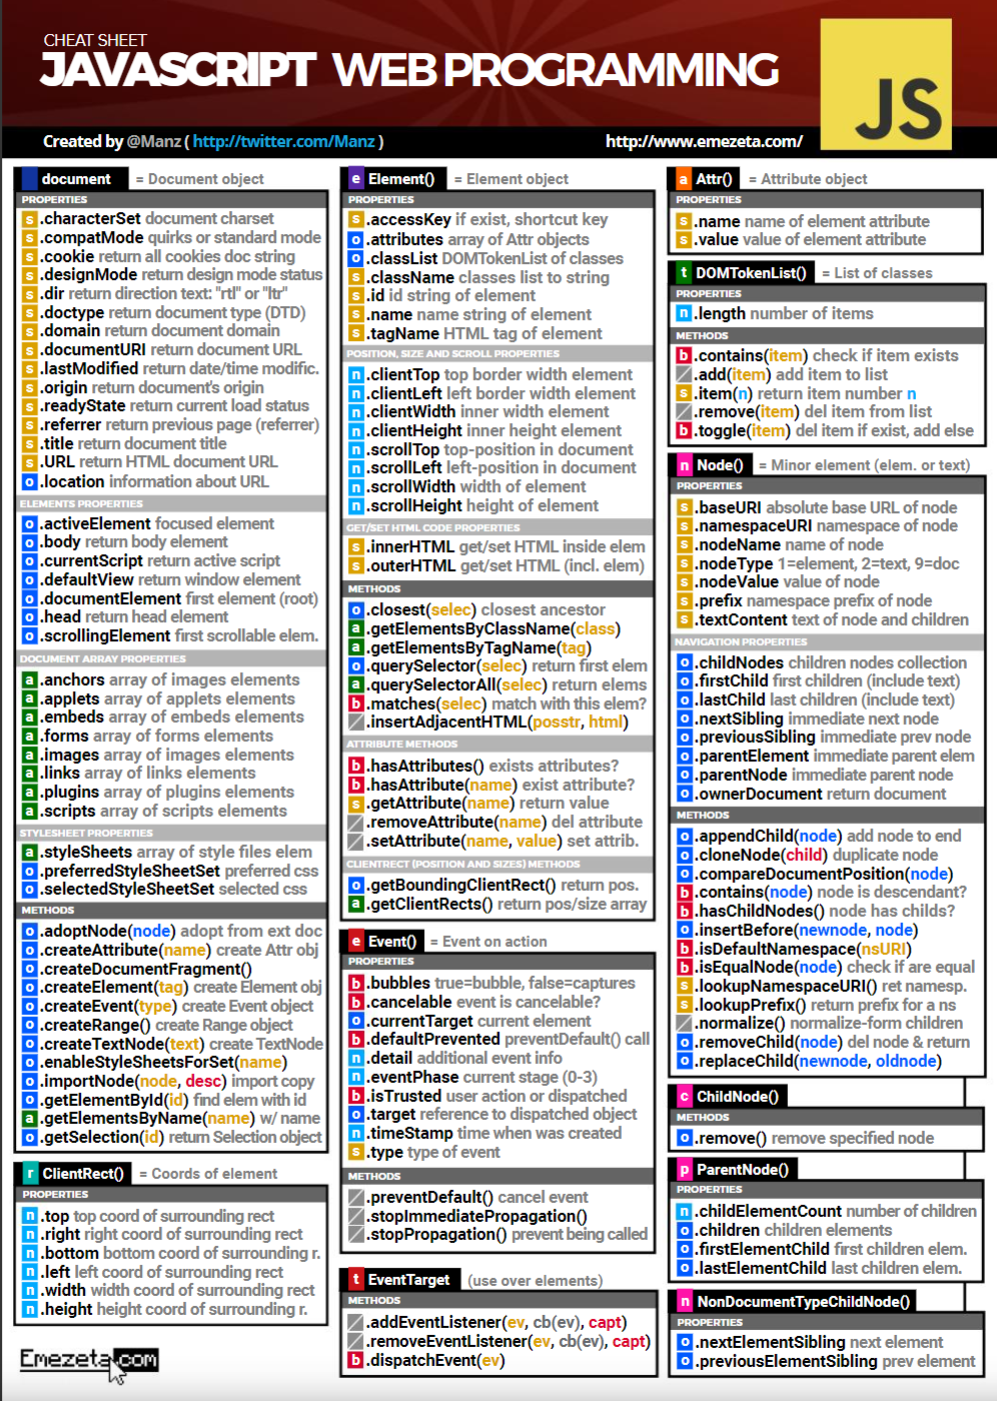 CHEAT SHEET
JAVASCRIPT WEB PROGRAMMING
JS
Created by @Manz ( http://twitter.com/Manz )
http://www.emezeta.com/
document = Document object
PROPERTIES
s .characterSet document charset
s .compatMode quirks or standard mode
s .cookie return all cookies doc string
s .designMode return design mode status
s .dir return direction text: "rtl" or "ltr"
s .doctype return document type (DTD)
s .domain return document domain
s .documentURI return document URL
s .lastModified return date/time modific.
s .origin return document's origin
s .readyState return current load status
s .referrer return previous page (referrer)
s .title return document title
s .URL return HTML document URL
o .location information about URL
ELEMENTS PROPERTIES
o .activeElement focused element
o .body return body element
o .currentScript return active script
o .defaultView return window element
o .documentElement first element (root)
o .head return head element
o .scrollingElement first scrollable elem.
DOCUMENT ARRAY PROPERTIES
a .anchors array of images elements
a .applets array of applets elements
a .embeds array of embeds elements
a .forms array of forms elements
a .images array of images elements
a .links array of links elements
a .plugins array of plugins elements
a .scripts array of scripts elements
STYLESHEET PROPERTIES
a .styleSheets array of style files elem
o .preferredStyleSheetSet preferred css
o .selectedStyleSheetSet selected css
METHODS
o .adoptNode(node) adopt from ext doc
o .createAttribute(name) create Attr obj
o .createDocumentFragment()
o .createElement(tag) create Element obj
o .createEvent(type) create Event object
o .createRange() create Range object
o .createTextNode(text) create TextNode
o .enableStyleSheetsForSet(name)
o .importNode(node, desc) import copy
o .getElementById(id) find elem with id
a .getElementsByName(name) w/ name
o .getSelection(id) return Selection object
r ClientRect() = Coords of element
PROPERTIES
n .top top coord of surrounding rect
n .right right coord of surrounding rect
n .bottom bottom coord of surrounding r.
n .left left coord of surrounding rect
n .width width coord of surrounding rect
n .height height coord of surrounding r.
Emezeta.com
e Element() = Element object
PROPERTIES
s .accessKey if exist, shortcut key
o .attributes array of Attr objects
o .classList DOMTokenList of classes
s .className classes list to string
s .id id string of element
s .name name string of element
s .tagName HTML tag of element
POSITION, SIZE AND SCROLL PROPERTIES
n .clientTop top border width element
n .clientLeft left border width element
n .clientWidth inner width element
n .clientHeight inner height element
n .scrollTop top-position in document
n .scrollLeft left-position in document
n .scrollWidth width of element
n .scrollHeight height of element
GET/SET HTML CODE PROPERTIES
s .innerHTML get/set HTML inside elem
s .outerHTML get/set HTML (incl. elem)
METHODS
o .closest(selec) closest ancestor
a .getElementsByClassName(class)
a .getElementsByTagName(tag)
o .querySelector(selec) return first elem
a .querySelectorAll(selec) return elems
b .matches(selec) match with this elem?
.insertAdjacentHTML(posstr, html)
ATTRIBUTE METHODS
b .hasAttributes() exists attributes?
b .hasAttribute(name) exist attribute?
s .getAttribute(name) return value
.removeAttribute(name) del attribute
.setAttribute(name, value) set attrib.
CLIENTRECT (POSITION AND SIZES) METHODS
o .getBoundingClientRect() return pos.
a .getClientRects() return pos/size array
e Event() = Event on action
PROPERTIES
b .bubbles true=bubble, false=captures
b .cancelable event is cancelable?
o .currentTarget current element
b .defaultPrevented preventDefault() call
n .detail additional event info
n .eventPhase current stage (0-3)
b .isTrusted user action or dispatched
o .target reference to dispatched object
n .timeStamp time when was created
s .type type of event
METHODS
.preventDefault() cancel event
.stopImmediatePropagation()
.stopPropagation() prevent being called
t EventTarget (use over elements)
METHODS
.addEventListener(ev, cb(ev), capt)
.removeEventListener(ev, cb(ev), capt)
b .dispatchEvent(ev)
a Attr() = Attribute object
PROPERTIES
s .name name of element attribute
s .value value of element attribute
t DOMTokenList() = List of classes
PROPERTIES
n .length number of items
METHODS
b .contains(item) check if item exists
.add(item) add item to list
s .item(n) return item number n
.remove(item) del item from list
b .toggle(item) del item if exist, add else
n Node() = Minor element (elem. or text)
PROPERTIES
s .baseURI absolute base URL of node
s .namespaceURI namespace of node
s .nodeName name of node
s .nodeType 1=element, 2=text, 9=doc
s .nodeValue value of node
s .prefix namespace prefix of node
s .textContent text of node and children
NAVIGATION PROPERTIES
o .childNodes children nodes collection
o .firstChild first children (include text)
o .lastChild last children (include text)
o .nextSibling immediate next node
o .previousSibling immediate prev node
o .parentElement immediate parent elem
o .parentNode immediate parent node
o .ownerDocument return document
METHODS
o .appendChild(node) add node to end
o .cloneNode(child) duplicate node
o .compareDocumentPosition(node)
b .contains(node) node is descendant?
b .hasChildNodes() node has childs?
o .insertBefore(newnode, node)
b .isDefaultNamespace(nsURI)
b .isEqualNode(node) check if are equal
s .lookupNamespaceURI() ret namesp.
s .lookupPrefix() return prefix for a ns
.normalize() normalize-form children
o .removeChild(node) del node & return
o .replaceChild(newnode, oldnode)
c ChildNode()
METHODS
o .remove() remove specified node
p ParentNode()
PROPERTIES
n .childElementCount number of children
o .children children elements
o .firstElementChild first children elem.
o .lastElementChild last children elem.
n NonDocumentTypeChildNode()
PROPERTIES
o .nextElementSibling next element
o .previousElementSibling prev element